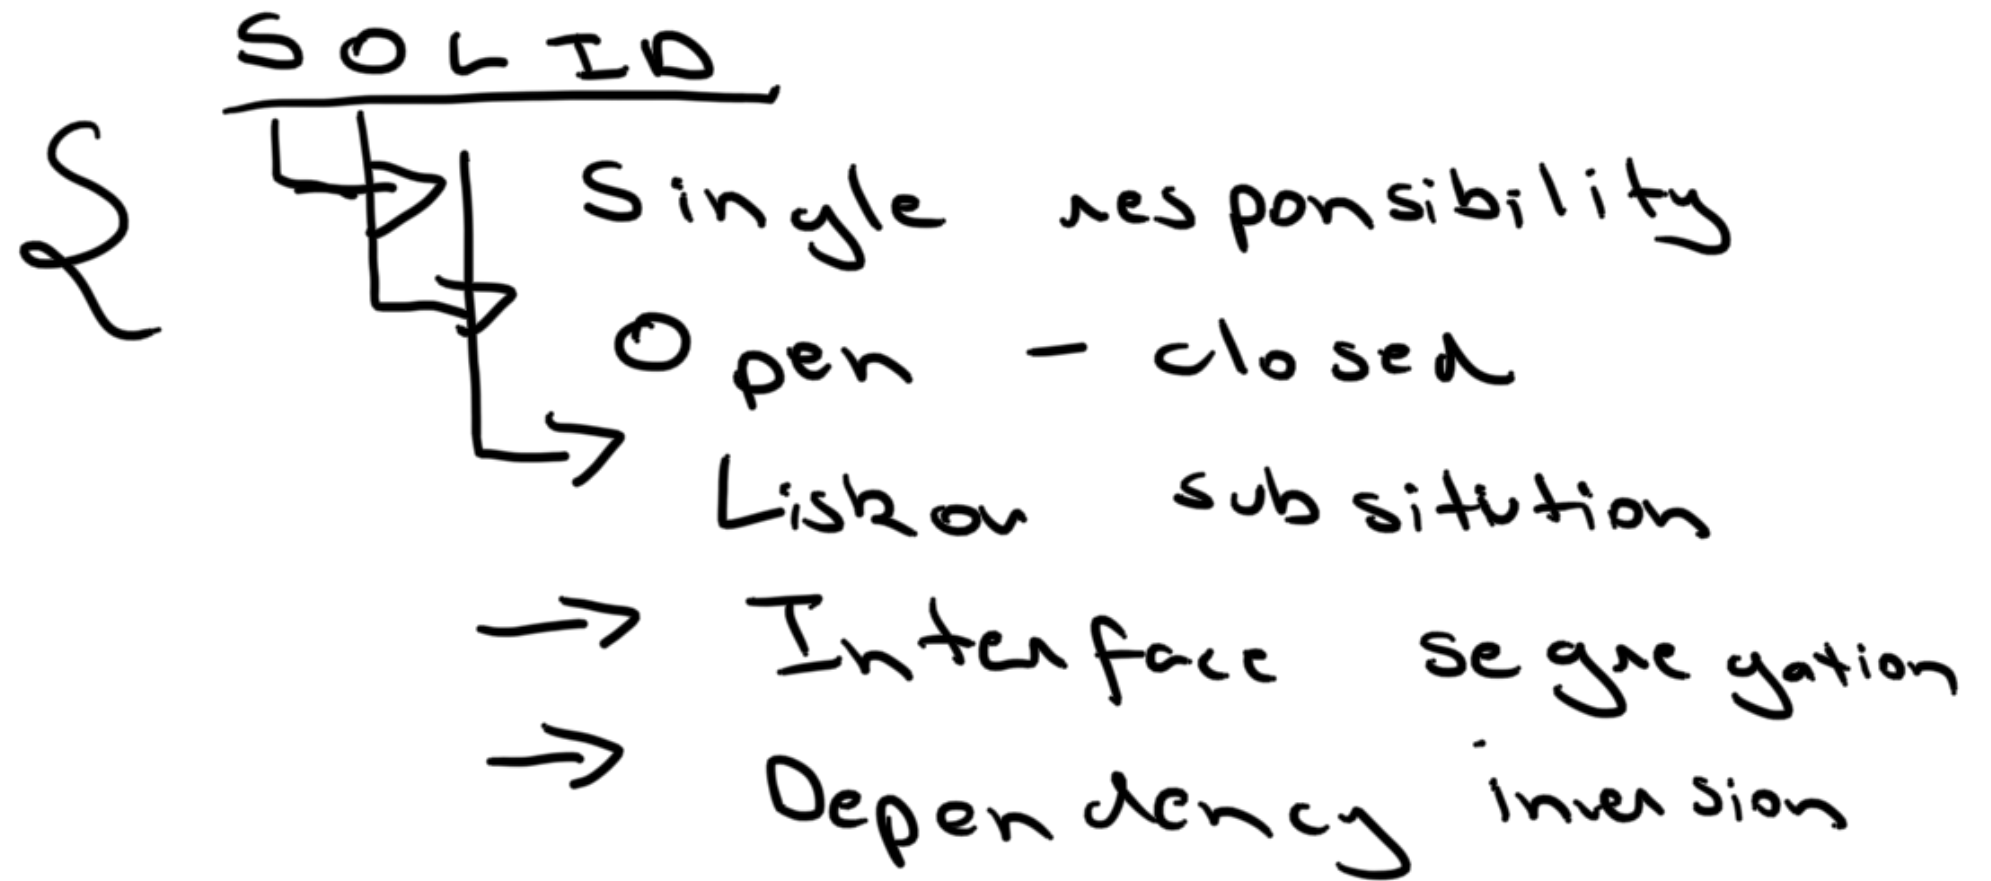 SOLID
Single responsibility
Open - closed
Liskov subsitution
Interface segregation
Dependency inversion